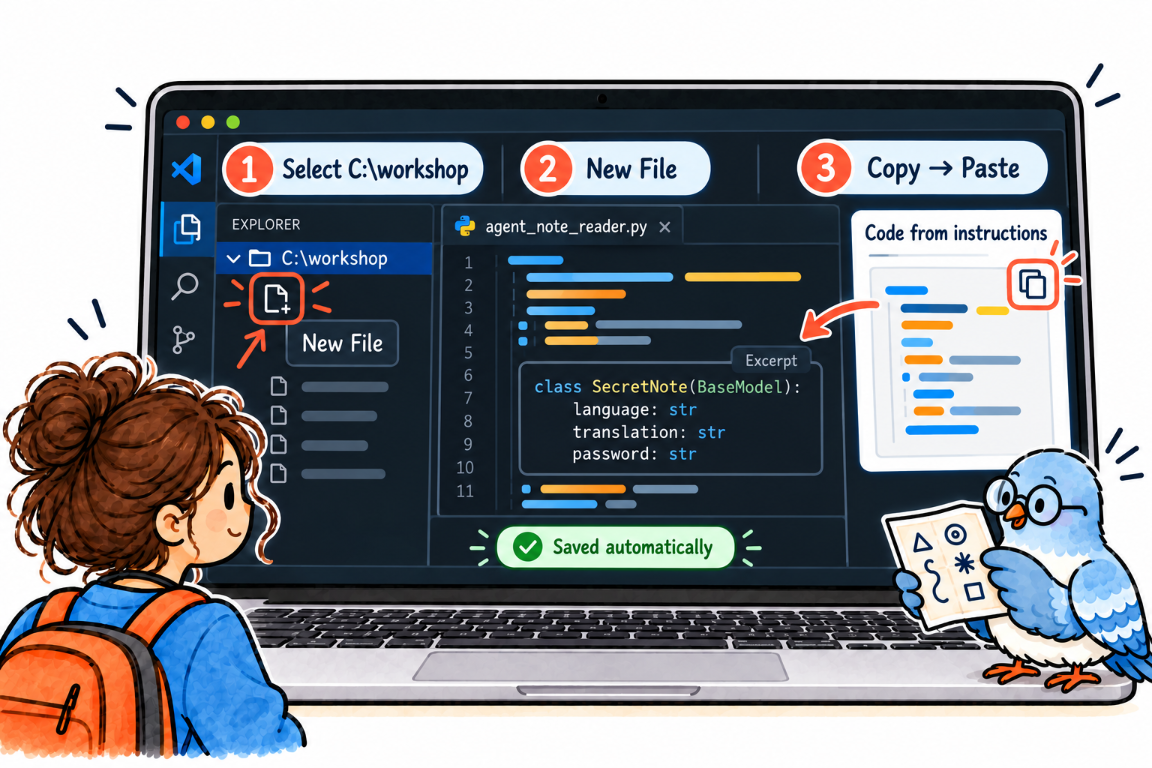 1 Select C:\workshop
2 New File
3 Copy → Paste
EXPLORER
C:\workshop
New File
agent_note_reader.py
1
2
3
4
5
6
7
8
9
10
11
Excerpt
class SecretNote(BaseModel):
language: str
translation: str
password: str
Saved automatically
Code from instructions